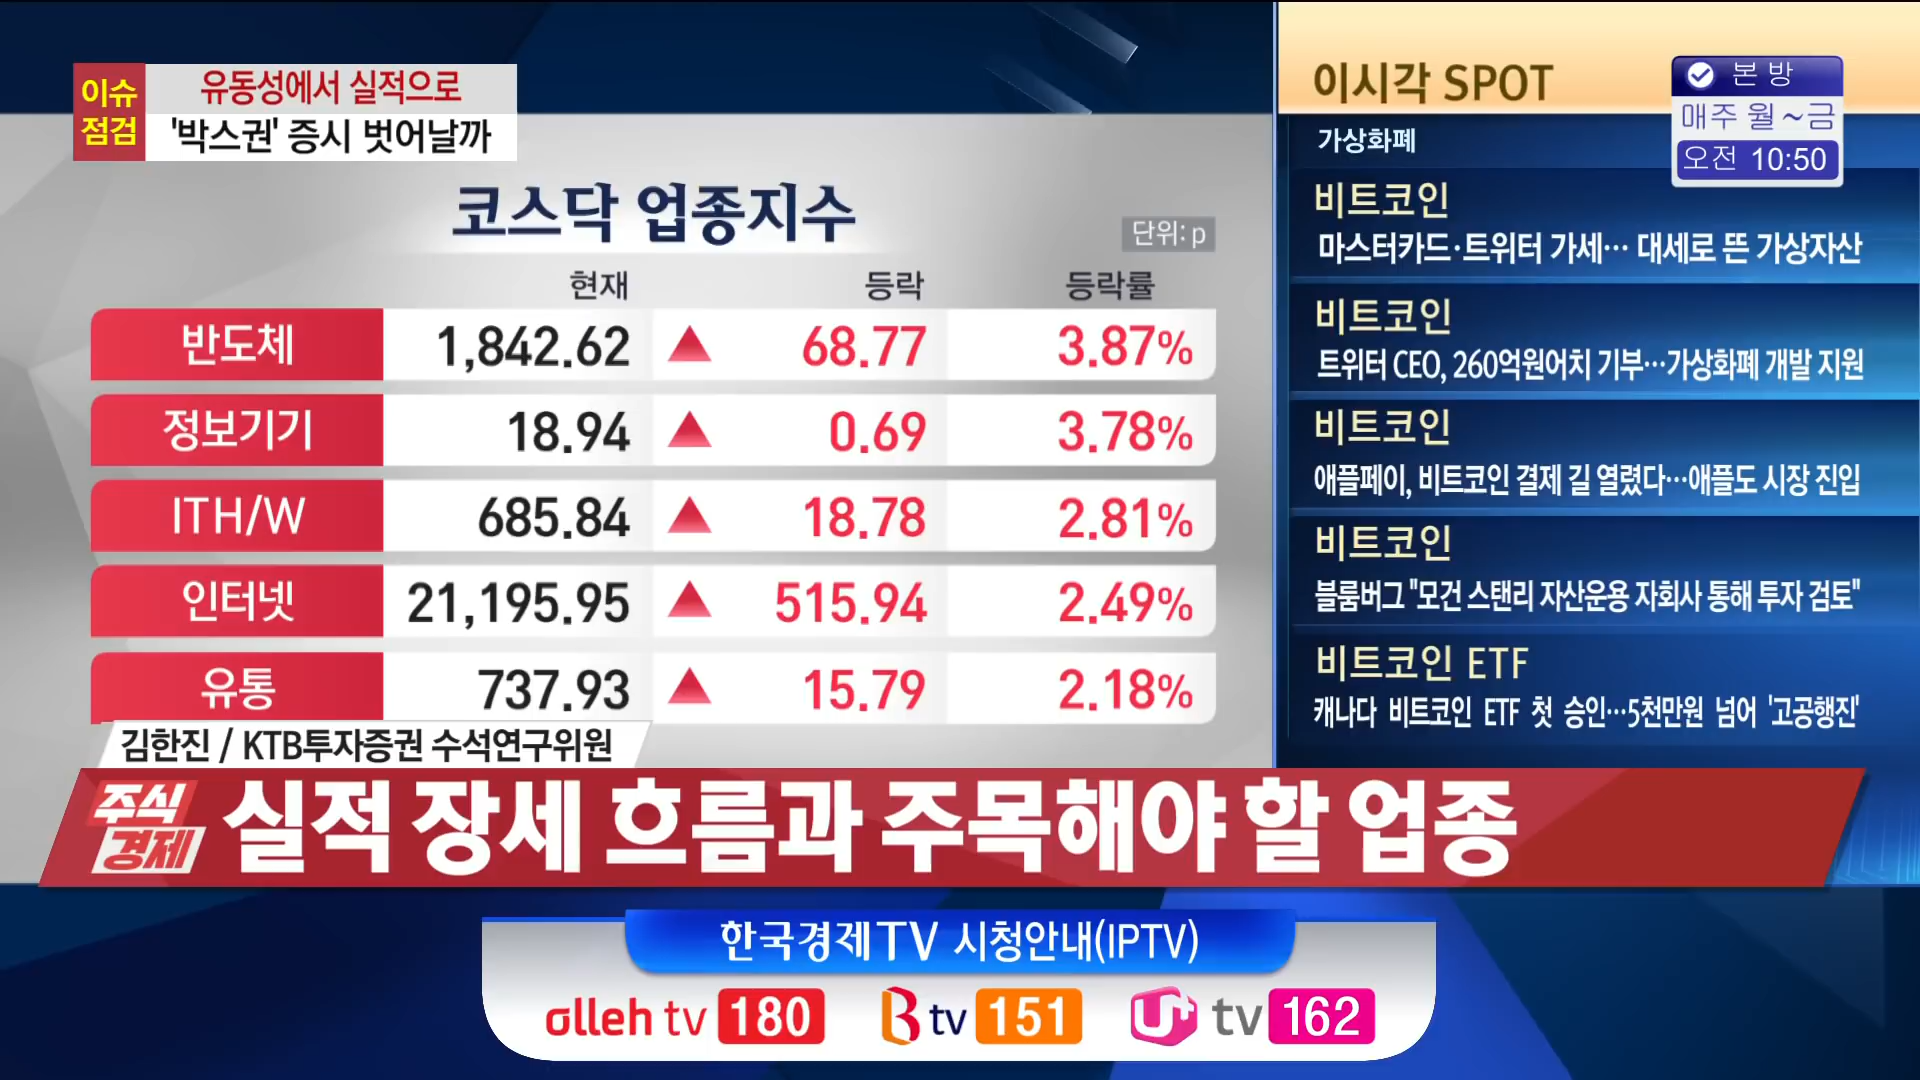 이슈
점검
유동성에서 실적으로
'박스권' 증시 벗어날까
코스닥 업종지수
단위:p
현재 등락 등락률
반도체 1,842.62 ▲ 68.77 3.87%
정보기기 18.94 ▲ 0.69 3.78%
ITH/W 685.84 ▲ 18.78 2.81%
인터넷 21,195.95 ▲ 515.94 2.49%
유통 737.93 ▲ 15.79 2.18%
이시각 SPOT
본 방
매주 월~금
오전 10:50
가상화폐
비트코인
마스터카드·트위터 가세… 대세로 뜬 가상자산
비트코인
트위터 CEO, 260억원어치 기부…가상화폐 개발 지원
비트코인
애플페이, 비트코인 결제 길 열렸다…애플도 시장 진입
비트코인
블룸버그 "모건 스탠리 자산운용 자회사 통해 투자 검토"
비트코인 ETF
캐나다 비트코인 ETF 첫 승인…5천만원 넘어 '고공행진'
김한진 / KTB투자증권 수석연구위원
주식
경제
실적 장세 흐름과 주목해야 할 업종
한국경제TV 시청안내(IPTV)
olleh tv 180 B tv 151 U+ tv 162